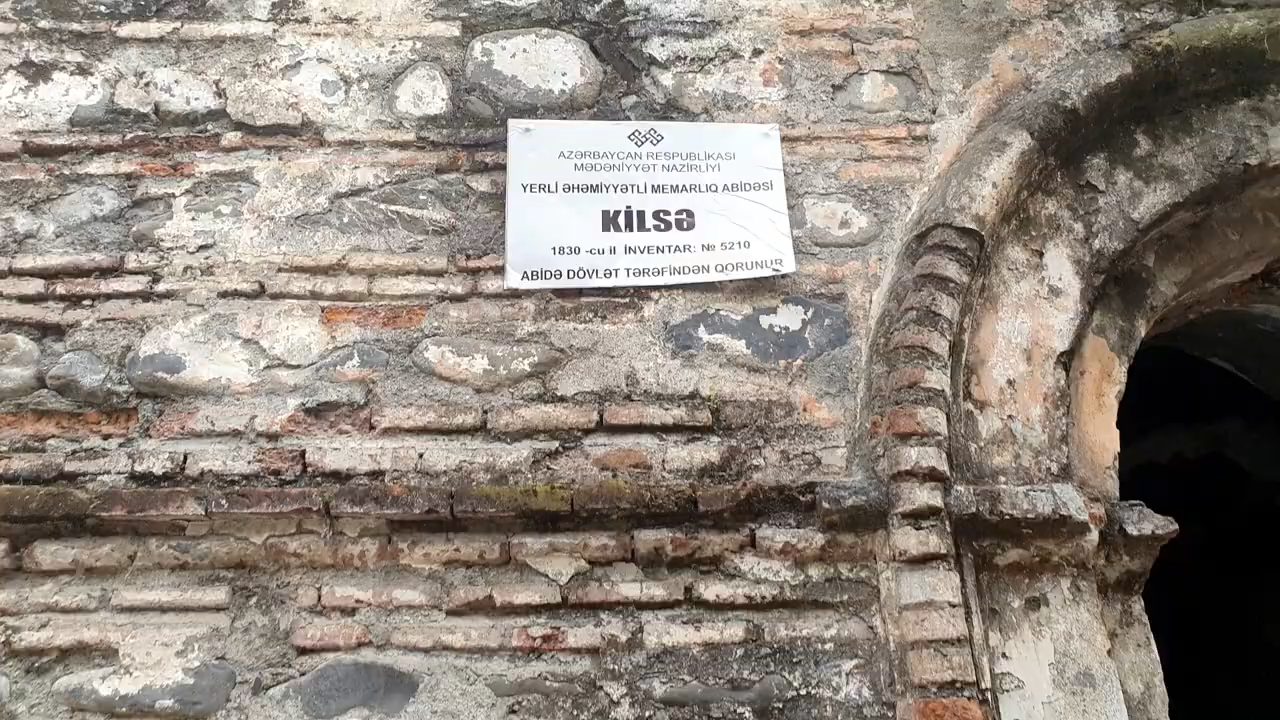 AZƏRBAYCAN RESPUBLİKASI
MƏDƏNİYYƏT NAZİRLİYİ
YERLİ ƏHƏMİYYƏTLİ MEMARLIQ ABİDƏSİ
KİLSƏ
1830 -cu il İNVENTAR: № 5210
ABİDƏ DÖVLƏT TƏRƏFİNDƏN QORUNUR